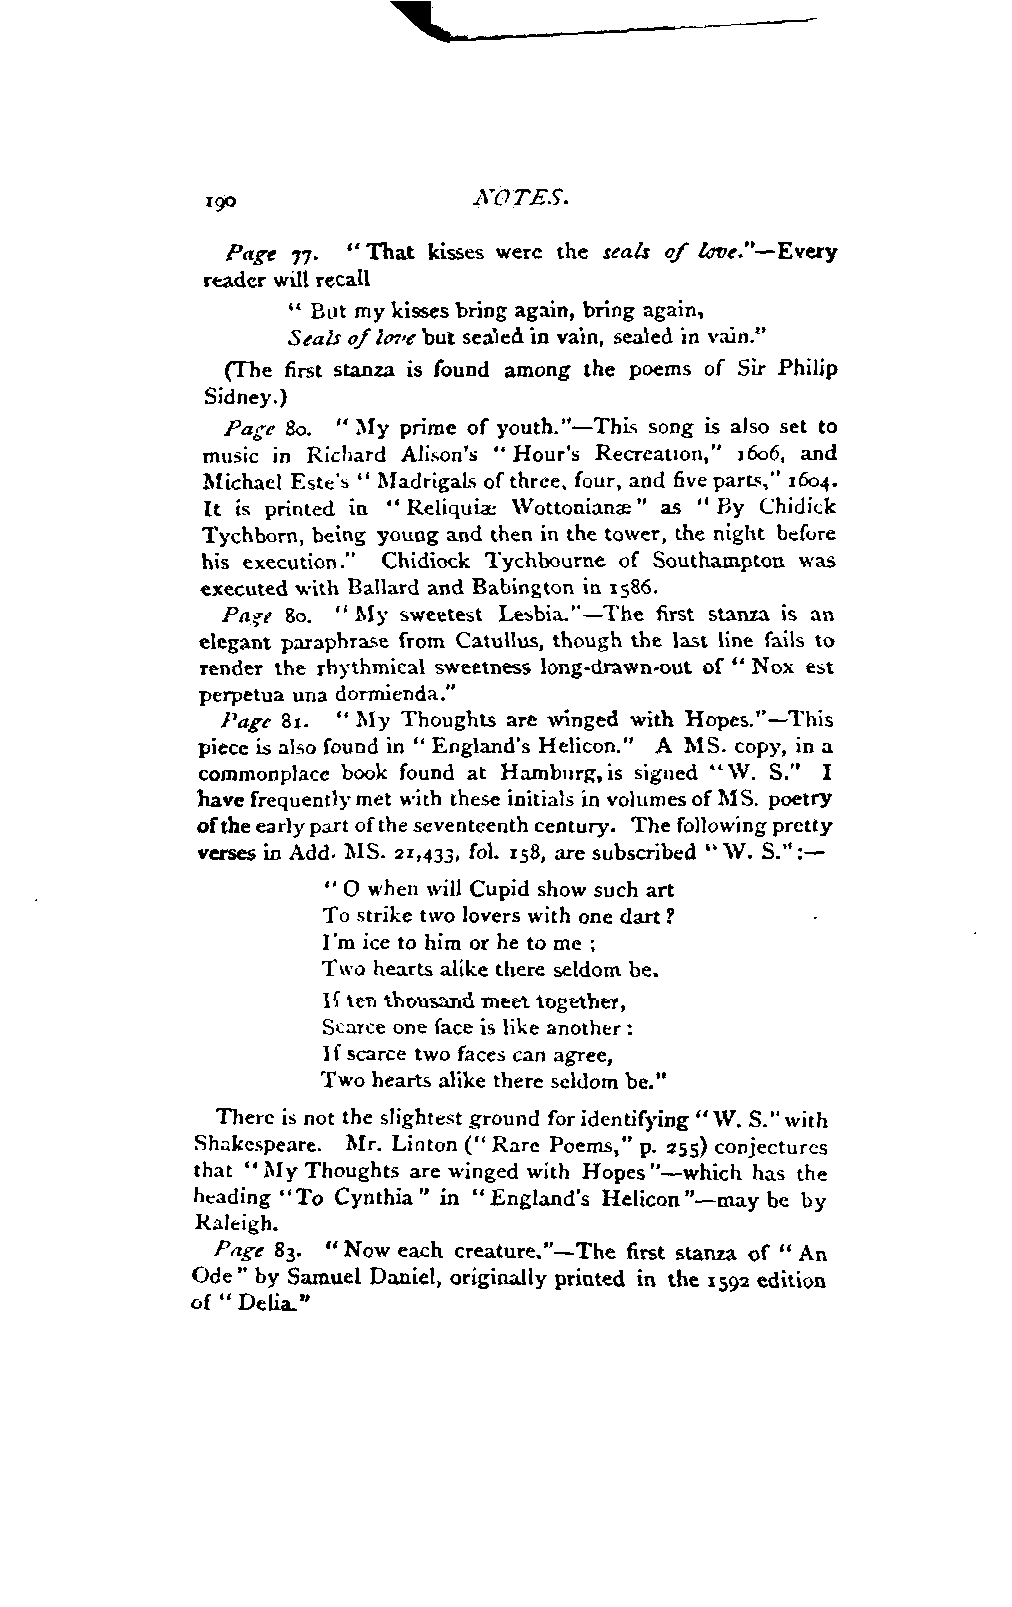 190 NOTES.
Page 77. "That kisses were the seals of love."—Every
reader will recall
"But my kisses bring again, bring again,
Seals of love but sealed in vain, sealed in vain."
(The first stanza is found among the poems of Sir Philip
Sidney.)
Page 80. "My prime of youth."—This song is also set to
music in Richard Alison's "Hour's Recreation," 1606, and
Michael Este's "Madrigals of three, four, and five parts," 1604.
It is printed in "Reliquiæ Wottonianæ" as "By Chidick
Tychborn, being young and then in the tower, the night before
his execution." Chidiock Tychbourne of Southampton was
executed with Ballard and Babington in 1586.
Page 80. "My sweetest Lesbia."—The first stanza is an
elegant paraphrase from Catullus, though the last line fails to
render the rhythmical sweetness long-drawn-out of "Nox est
perpetua una dormienda."
Page 81. "My Thoughts are winged with Hopes."—This
piece is also found in "England's Helicon." A MS. copy, in a
commonplace book found at Hamburg, is signed "W. S." I
have frequently met with these initials in volumes of MS. poetry
of the early part of the seventeenth century. The following pretty
verses in Add. MS. 21,433, fol. 158, are subscribed "W. S.":—
"O when will Cupid show such art
To strike two lovers with one dart?
I'm ice to him or he to me;
Two hearts alike there seldom be.
If ten thousand meet together,
Scarce one face is like another:
If scarce two faces can agree,
Two hearts alike there seldom be."
There is not the slightest ground for identifying "W. S." with
Shakespeare. Mr. Linton ("Rare Poems," p. 255) conjectures
that "My Thoughts are winged with Hopes"—which has the
heading "To Cynthia" in "England's Helicon"—may be by
Raleigh.
Page 83. "Now each creature."—The first stanza of "An
Ode" by Samuel Daniel, originally printed in the 1592 edition
of "Delia."